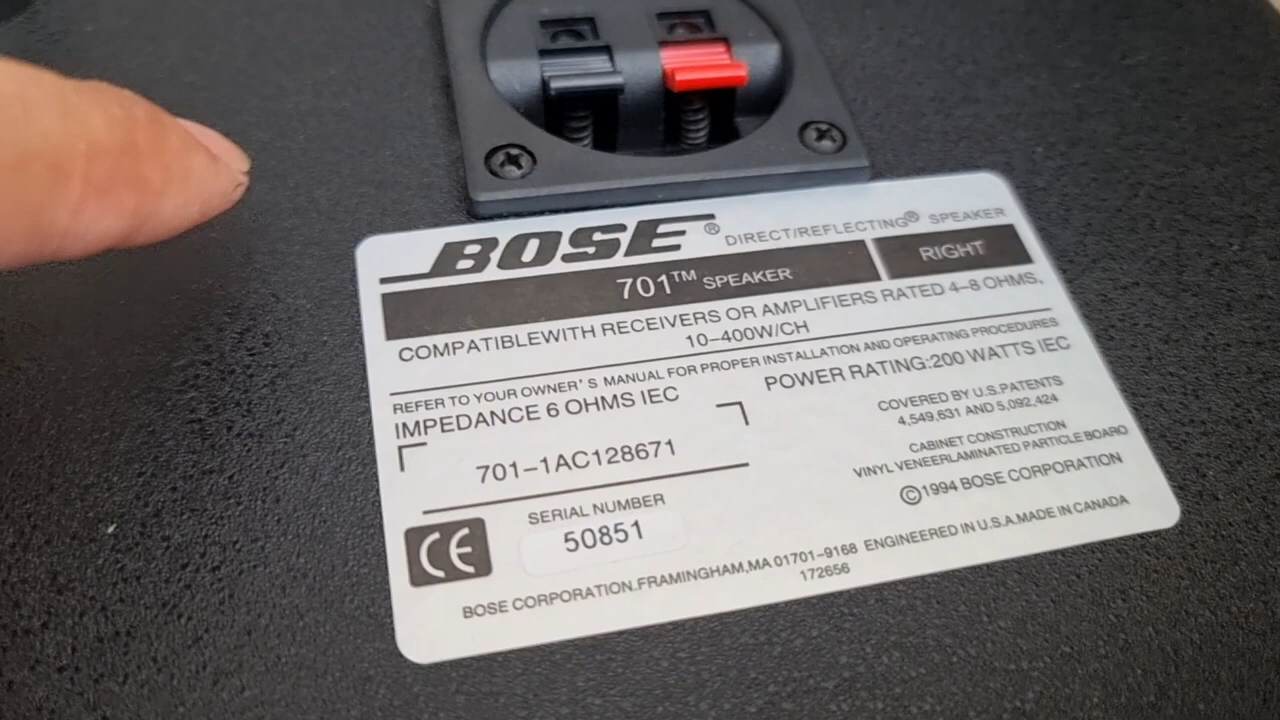 BOSE® DIRECT/REFLECTING® SPEAKER
701™ SPEAKER RIGHT
COMPATIBLEWITH RECEIVERS OR AMPLIFIERS RATED 4–8 OHMS,
10–400W/CH
REFER TO YOUR OWNER'S MANUAL FOR PROPER INSTALLATION AND OPERATING PROCEDURES
IMPEDANCE 6 OHMS IEC POWER RATING:200 WATTS IEC
COVERED BY U.S.PATENTS
4,549,631 AND 5,092,424
701–1AC128671
CABINET CONSTRUCTION
VINYL VENEERLAMINATED PARTICLE BOARD
©1994 BOSE CORPORATION
SERIAL NUMBER
50851
CE
BOSE CORPORATION.FRAMINGHAM,MA 01701–9168 ENGINEERED IN U.S.A.MADE IN CANADA
172656